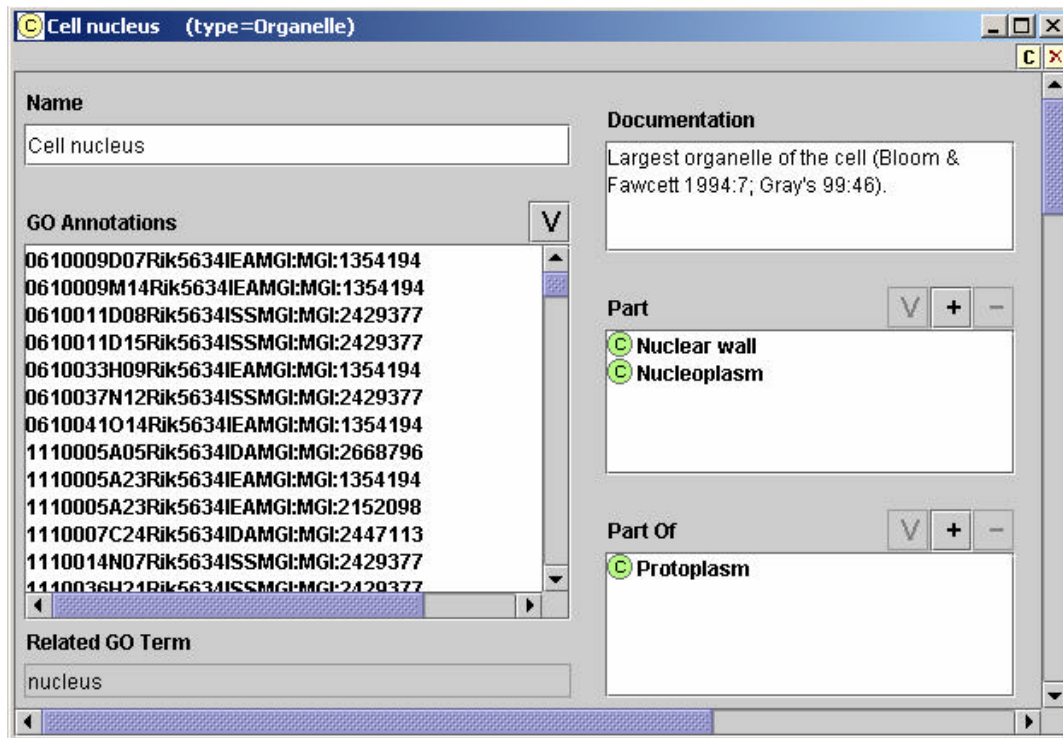 C Cell nucleus (type=Organelle)
C
Name
Cell nucleus
GO Annotations
V
0610009D07Rik5634IEAMGI:MGI:1354194
0610009M14Rik5634IEAMGI:MGI:1354194
0610011D08Rik5634ISSMGI:MGI:2429377
0610011D15Rik5634ISSMGI:MGI:2429377
0610033H09Rik5634IEAMGI:MGI:1354194
0610037N12Rik5634ISSMGI:MGI:2429377
0610041O14Rik5634IEAMGI:MGI:1354194
1110005A05Rik5634IDAMGI:MGI:2668796
1110005A23Rik5634IEAMGI:MGI:1354194
1110005A23Rik5634IEAMGI:MGI:2152098
1110007C24Rik5634IDAMGI:MGI:2447113
1110014N07Rik5634ISSMGI:MGI:2429377
1110036H21Rik5634ISSMGI:MGI:2429377
Related GO Term
nucleus
Documentation
Largest organelle of the cell (Bloom &
Fawcett 1994:7; Gray's 99:46).
Part
V + −
C Nuclear wall
C Nucleoplasm
Part Of
V + −
C Protoplasm